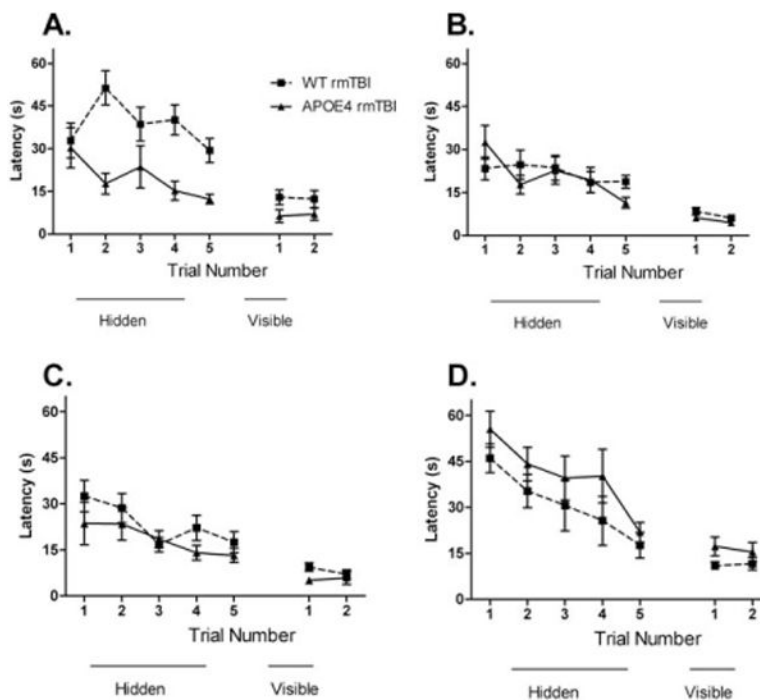 A.
Latency (s)
60
45
30
15
0
WT rmTBI
APOE4 rmTBI
1 2 3 4 5 1 2
Trial Number
Hidden Visible
B.
Latency (s)
60
45
30
15
0
1 2 3 4 5 1 2
Trial Number
Hidden Visible
C.
Latency (s)
60
45
30
15
0
1 2 3 4 5 1 2
Trial Number
Hidden Visible
D.
Latency (s)
60
45
30
15
0
1 2 3 4 5 1 2
Trial Number
Hidden Visible